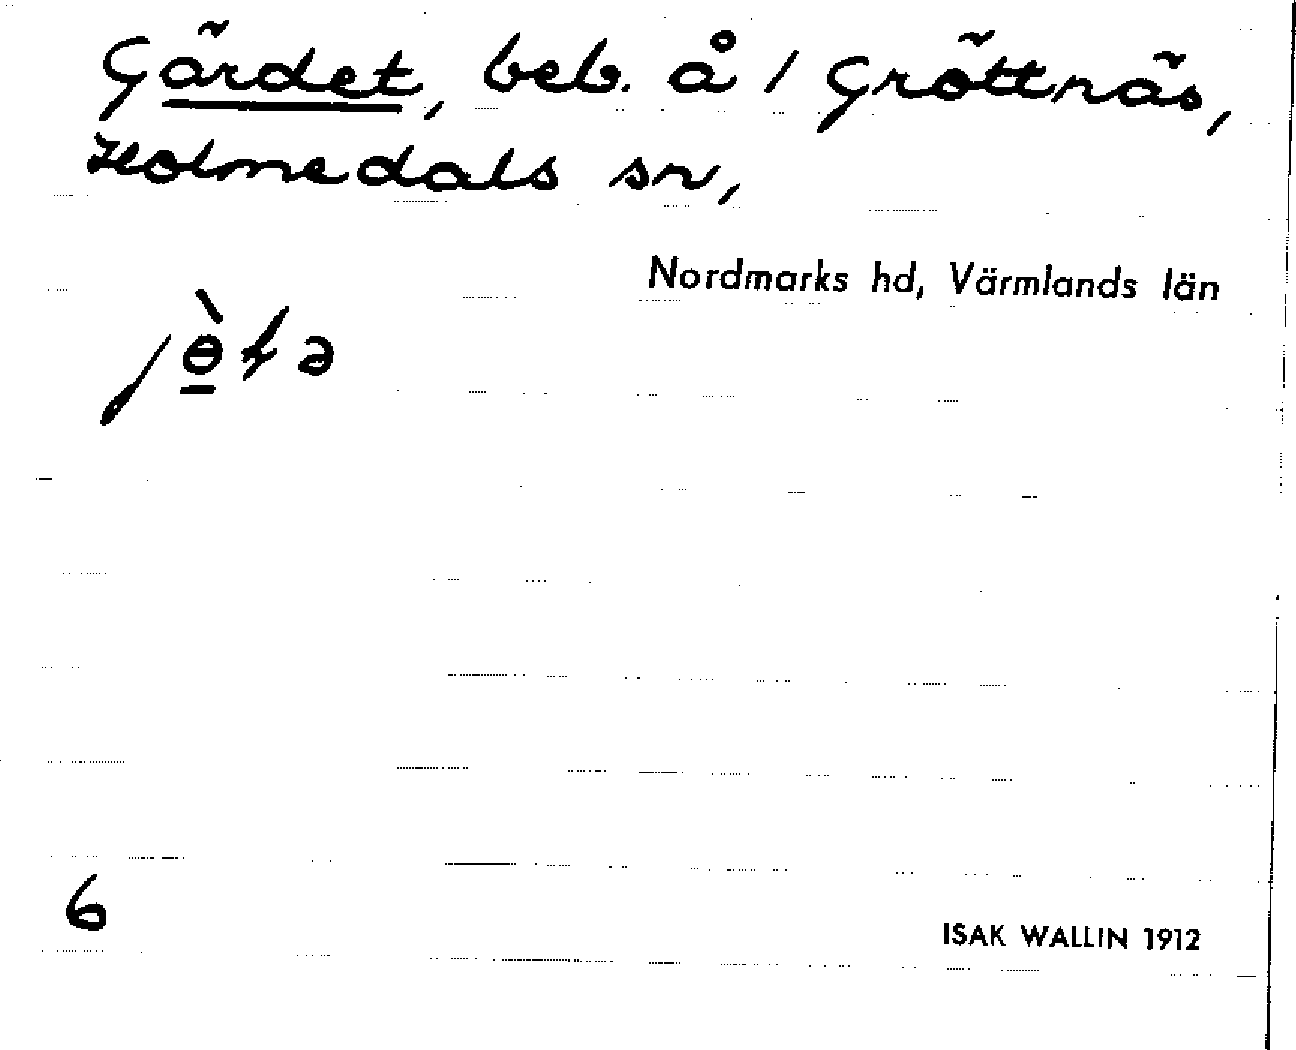 Gärdet, beb. å 1 Gröttnäs,
Holmedals sn,
Nordmarks hd, Värmlands län
6
ISAK WALLIN 1912